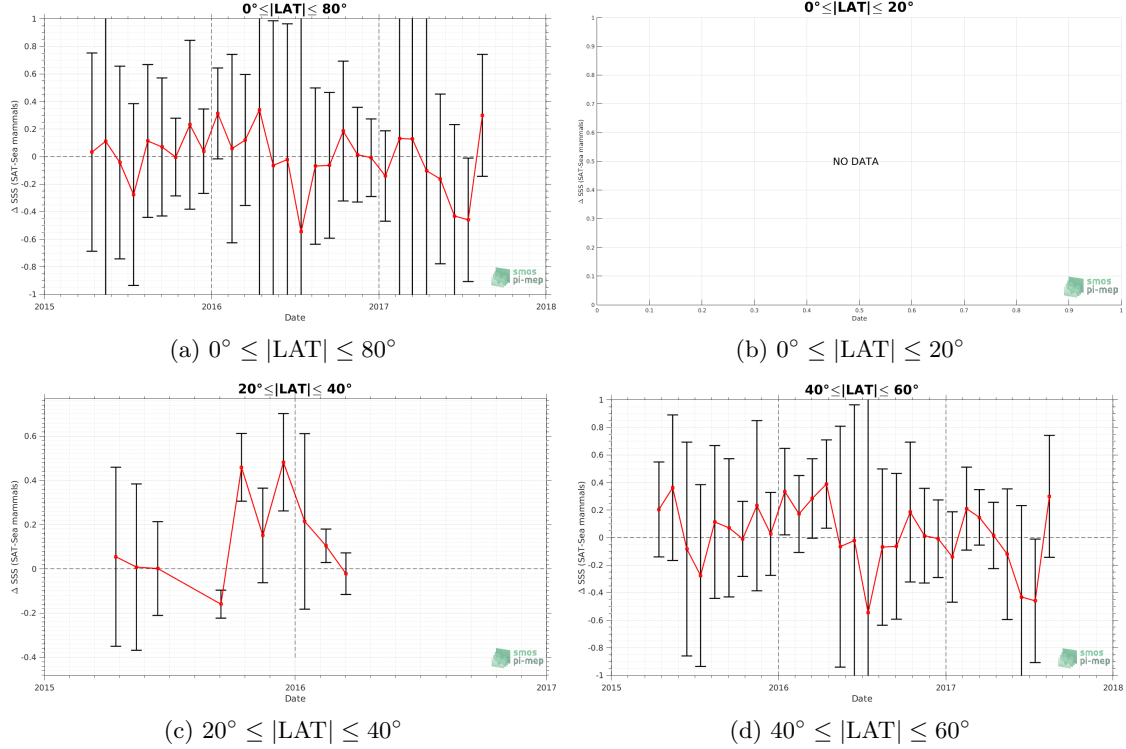 0°≤|LAT|≤ 80°
Δ SSS (SAT-Sea mammals)
1
0.8
0.6
0.4
0.2
0
-0.2
-0.4
-0.6
-0.8
-1
2015 2016 2017 2018
Date
smos
pi-mep
(a) 0° ≤ |LAT| ≤ 80°
0°≤|LAT|≤ 20°
Δ SSS (SAT-Sea mammals)
1
0.9
0.8
0.7
0.6
0.5
0.4
0.3
0.2
0.1
0
NO DATA
0 0.1 0.2 0.3 0.4 0.5 0.6 0.7 0.8 0.9 1
Date
smos
pi-mep
(b) 0° ≤ |LAT| ≤ 20°
20°≤|LAT|≤ 40°
Δ SSS (SAT-Sea mammals)
0.6
0.4
0.2
0
-0.2
-0.4
2015 2016 2017
Date
smos
pi-mep
(c) 20° ≤ |LAT| ≤ 40°
40°≤|LAT|≤ 60°
Δ SSS (SAT-Sea mammals)
1
0.8
0.6
0.4
0.2
0
-0.2
-0.4
-0.6
-0.8
-1
2015 2016 2017 2018
Date
smos
pi-mep
(d) 40° ≤ |LAT| ≤ 60°